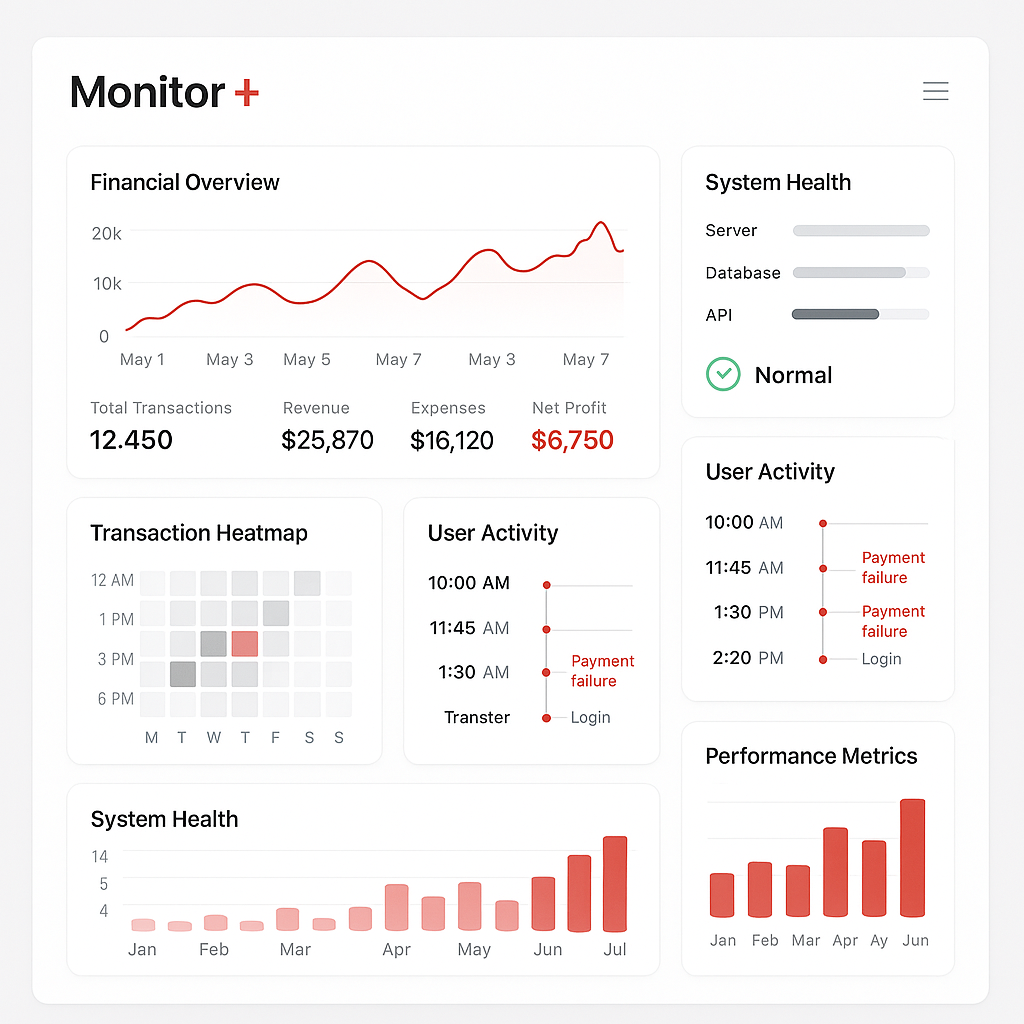 Monitor +
Financial Overview
20k
10k
0
May 1 May 3 May 5 May 7 May 3 May 7
Total Transactions Revenue Expenses Net Profit
12.450 $25,870 $16,120 $6,750
System Health
Server
Database
API
Normal
Transaction Heatmap
12 AM
1 PM
3 PM
6 PM
M T W T F S S
User Activity
10:00 AM
11:45 AM
1:30 AM
Payment
failure
Transter Login
User Activity
10:00 AM
11:45 AM
Payment
failure
1:30 PM
Payment
failure
2:20 PM Login
System Health
14
5
4
Jan Feb Mar Apr May Jun Jul
Performance Metrics
Jan Feb Mar Apr Ay Jun